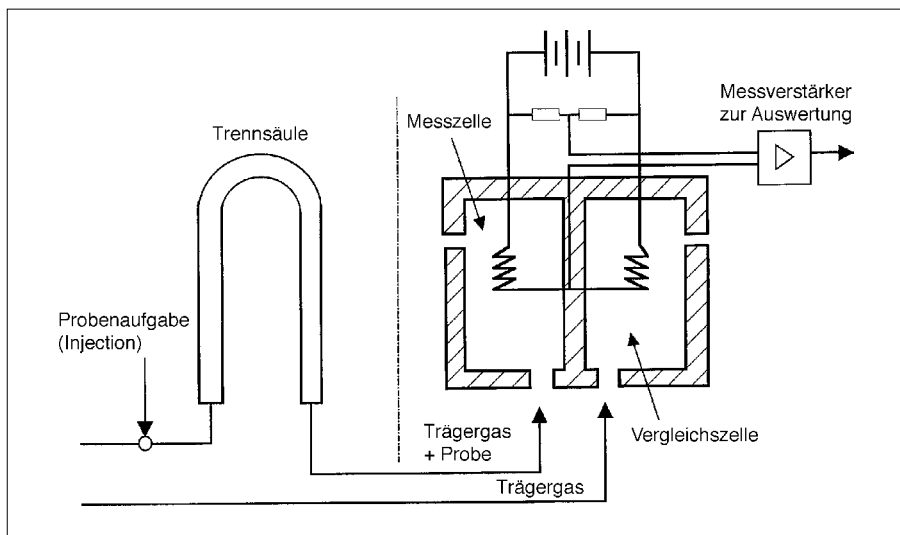 Trennsäule
Messzelle
Messverstärker
zur Auswertung
Probenaufgabe
(Injection)
Trägergas
+ Probe
Vergleichszelle
Trägergas